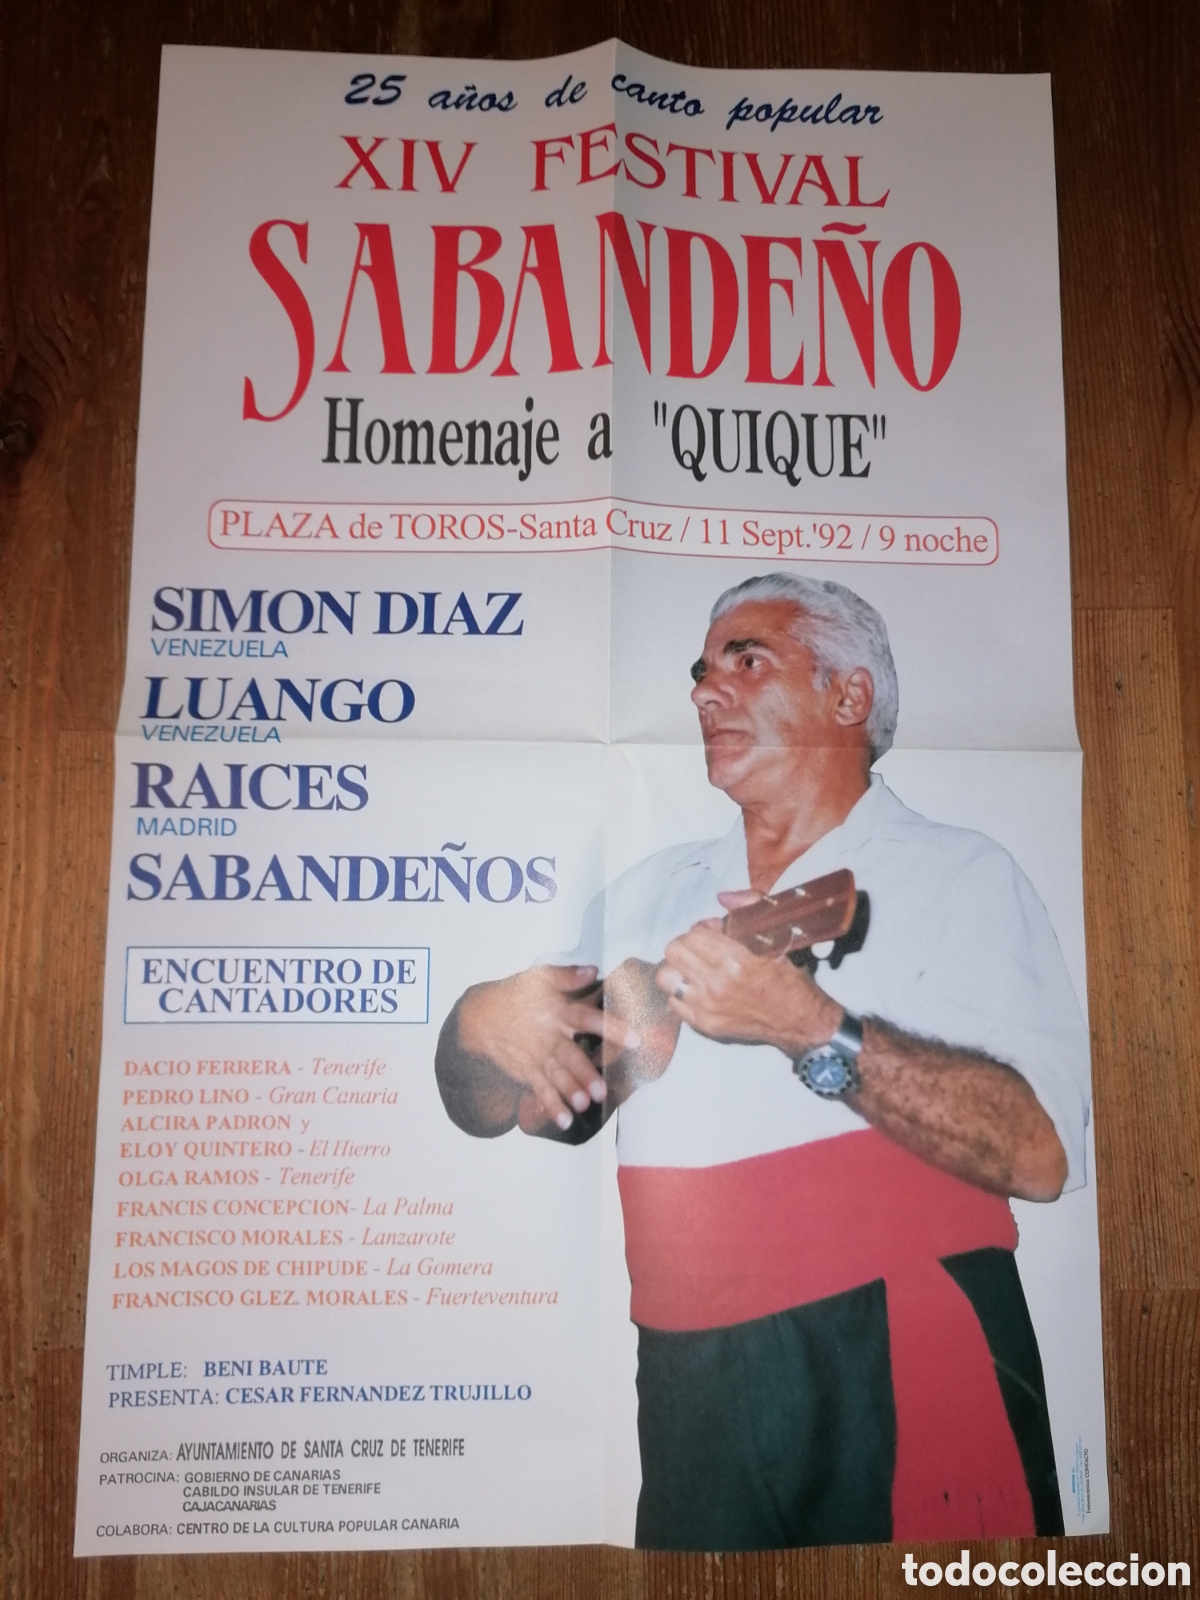 25 años de canto popular
XIV FESTIVAL
SABANDEÑO
Homenaje a "QUIQUE"
PLAZA de TOROS-Santa Cruz / 11 Sept.'92 / 9 noche
SIMON DIAZ
VENEZUELA
LUANGO
VENEZUELA
RAICES
MADRID
SABANDEÑOS
ENCUENTRO DE
CANTADORES
DACIO FERRERA - Tenerife
PEDRO LINO - Gran Canaria
ALCIRA PADRON y
ELOY QUINTERO - El Hierro
OLGA RAMOS - Tenerife
FRANCIS CONCEPCION- La Palma
FRANCISCO MORALES - Lanzarote
LOS MAGOS DE CHIPUDE - La Gomera
FRANCISCO GLEZ. MORALES - Fuerteventura
TIMPLE: BENI BAUTE
PRESENTA: CESAR FERNANDEZ TRUJILLO
ORGANIZA: AYUNTAMIENTO DE SANTA CRUZ DE TENERIFE
PATROCINA: GOBIERNO DE CANARIAS
CABILDO INSULAR DE TENERIFE
CAJACANARIAS
COLABORA: CENTRO DE LA CULTURA POPULAR CANARIA
todocoleccion